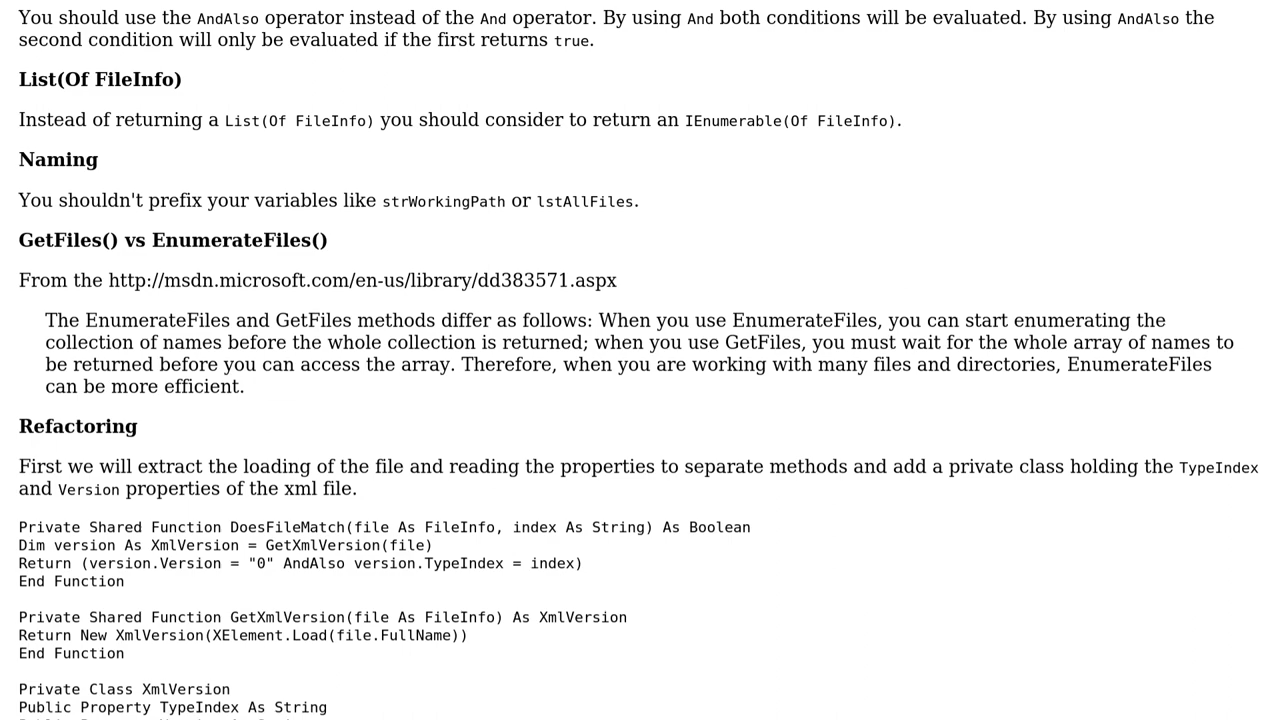 You should use the AndAlso operator instead of the And operator. By using And both conditions will be evaluated. By using AndAlso the
second condition will only be evaluated if the first returns true.
List(Of FileInfo)
Instead of returning a List(Of FileInfo) you should consider to return an IEnumerable(Of FileInfo).
Naming
You shouldn't prefix your variables like strWorkingPath or lstAllFiles.
GetFiles() vs EnumerateFiles()
From the http://msdn.microsoft.com/en-us/library/dd383571.aspx
The EnumerateFiles and GetFiles methods differ as follows: When you use EnumerateFiles, you can start enumerating the
collection of names before the whole collection is returned; when you use GetFiles, you must wait for the whole array of names to
be returned before you can access the array. Therefore, when you are working with many files and directories, EnumerateFiles
can be more efficient.
Refactoring
First we will extract the loading of the file and reading the properties to separate methods and add a private class holding the TypeIndex
and Version properties of the xml file.
Private Shared Function DoesFileMatch(file As FileInfo, index As String) As Boolean
Dim version As XmlVersion = GetXmlVersion(file)
Return (version.Version = "0" AndAlso version.TypeIndex = index)
End Function
Private Shared Function GetXmlVersion(file As FileInfo) As XmlVersion
Return New XmlVersion(XElement.Load(file.FullName))
End Function
Private Class XmlVersion
Public Property TypeIndex As String